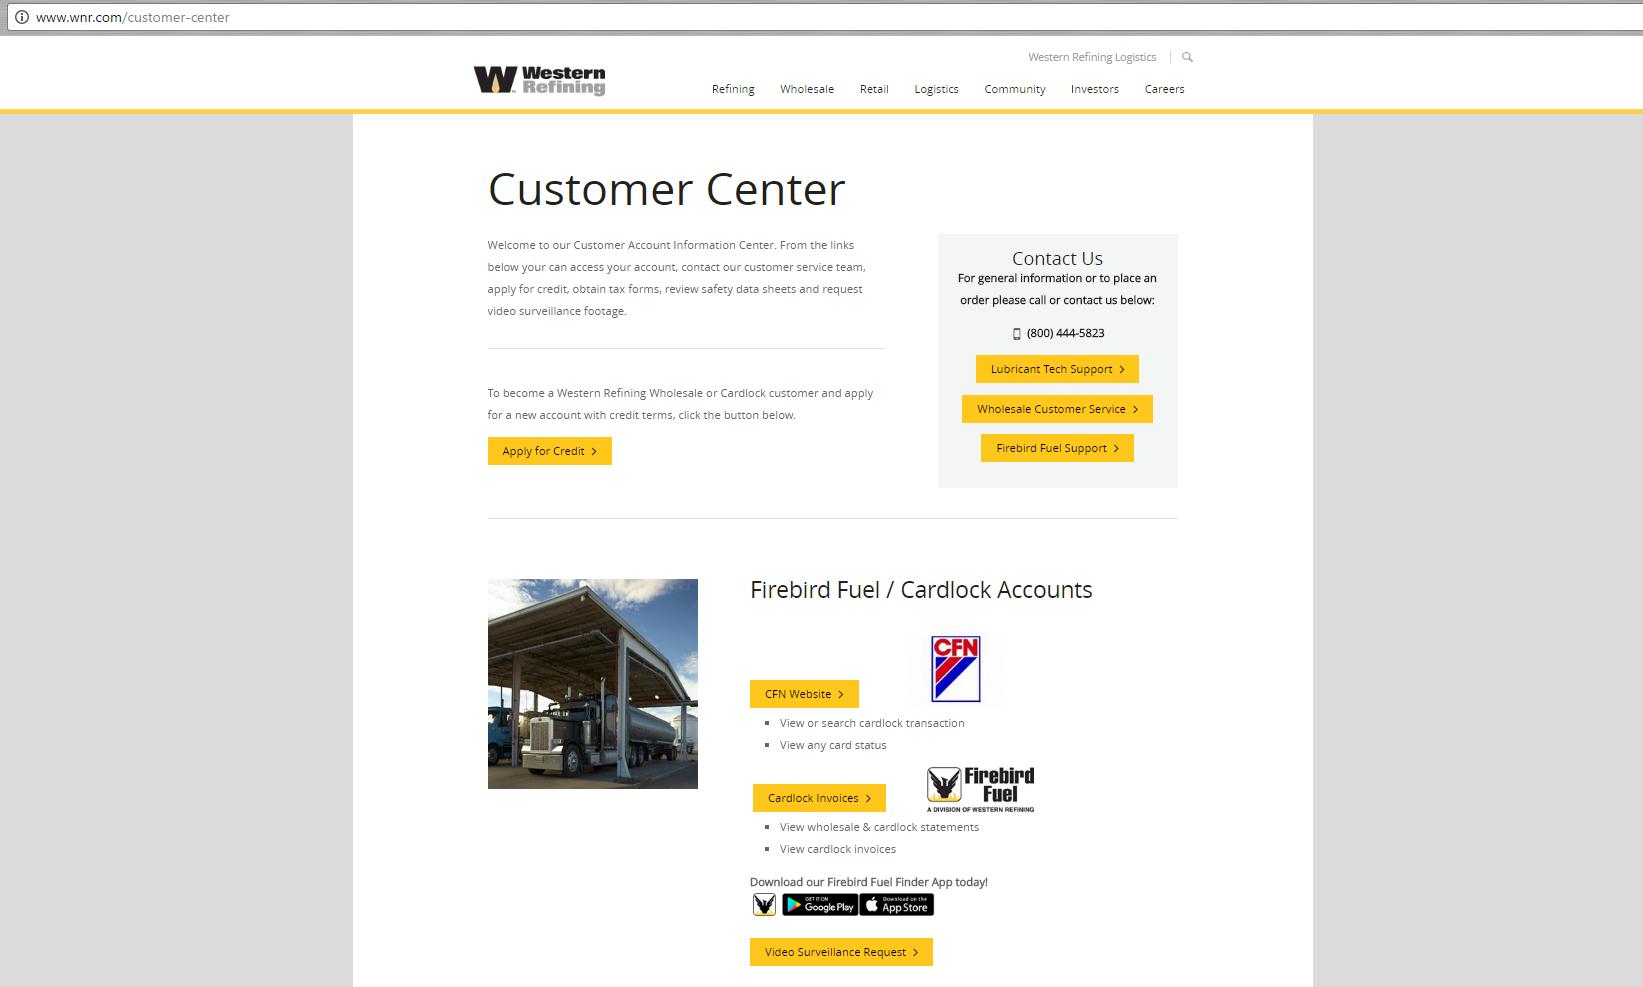 www.wnr.com/customer-center
Western Refining Logistics
Western
Refining
Refining Wholesale Retail Logistics Community Investors Careers
Customer Center
Welcome to our Customer Account Information Center. From the links
below your can access your account, contact our customer service team,
apply for credit, obtain tax forms, review safety data sheets and request
video surveillance footage.
To become a Western Refining Wholesale or Cardlock customer and apply
for a new account with credit terms, click the button below.
Apply for Credit
Contact Us
For general information or to place an
order please call or contact us below:
(800) 444-5823
Lubricant Tech Support
Wholesale Customer Service
Firebird Fuel Support
Firebird Fuel / Cardlock Accounts
CFN
CFN Website
View or search cardlock transaction
View any card status
Firebird
Fuel
A DIVISION OF WESTERN REFINING
Cardlock Invoices
View wholesale & cardlock statements
View cardlock invoices
Download our Firebird Fuel Finder App today!
GET IT ON
Google Play
Download on the
App Store
Video Surveillance Request